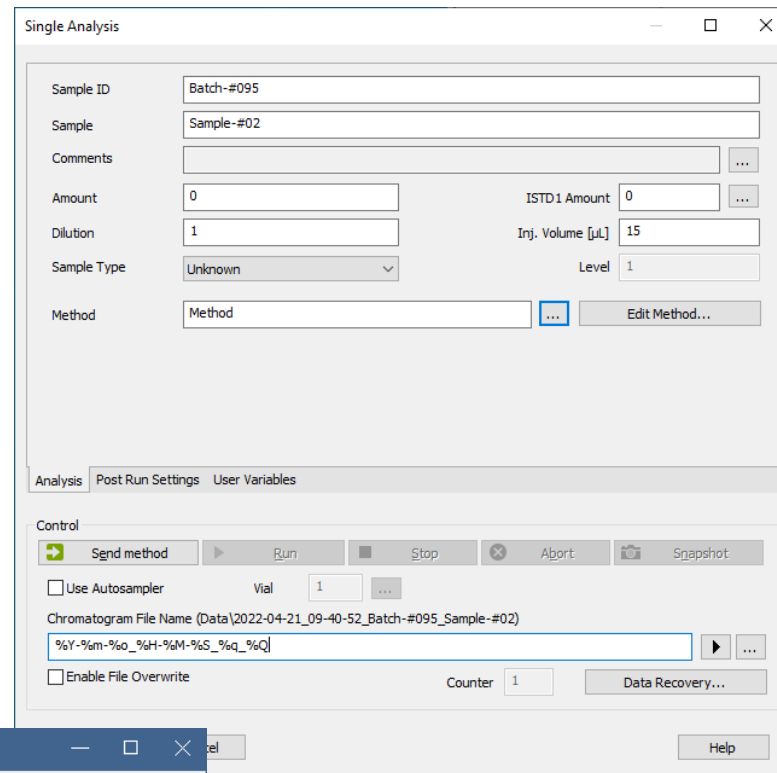 Single Analysis
Sample ID Batch-#095
Sample Sample-#02
Comments ...
Amount 0 ISTD1 Amount 0 ...
Dilution 1 Inj. Volume [µL] 15
Sample Type Unknown Level 1
Method Method ... Edit Method...
Analysis Post Run Settings User Variables
Control
Send method Run Stop Abort Snapshot
Use Autosampler Vial 1 ...
Chromatogram File Name (Data\2022-04-21_09-40-52_Batch-#095_Sample-#02)
%Y-%m-%o_%H-%M-%S_%q_%Q ...
Enable File Overwrite Counter 1 Data Recovery...
Help